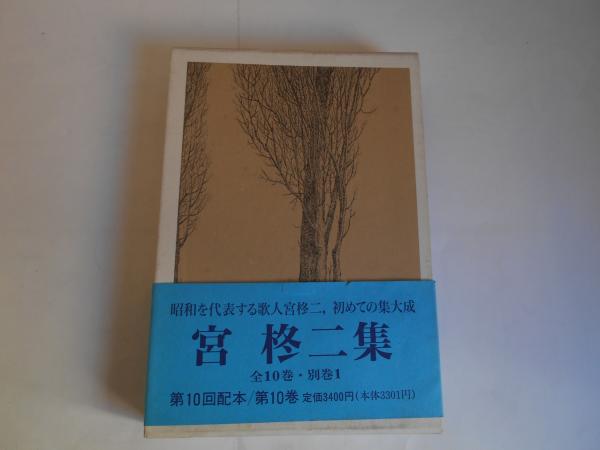 昭和を代表する歌人宮柊二，初めての集大成
宮 柊二集
全10巻・別巻1
第10回配本/第10巻 定価3400円(本体3301円)